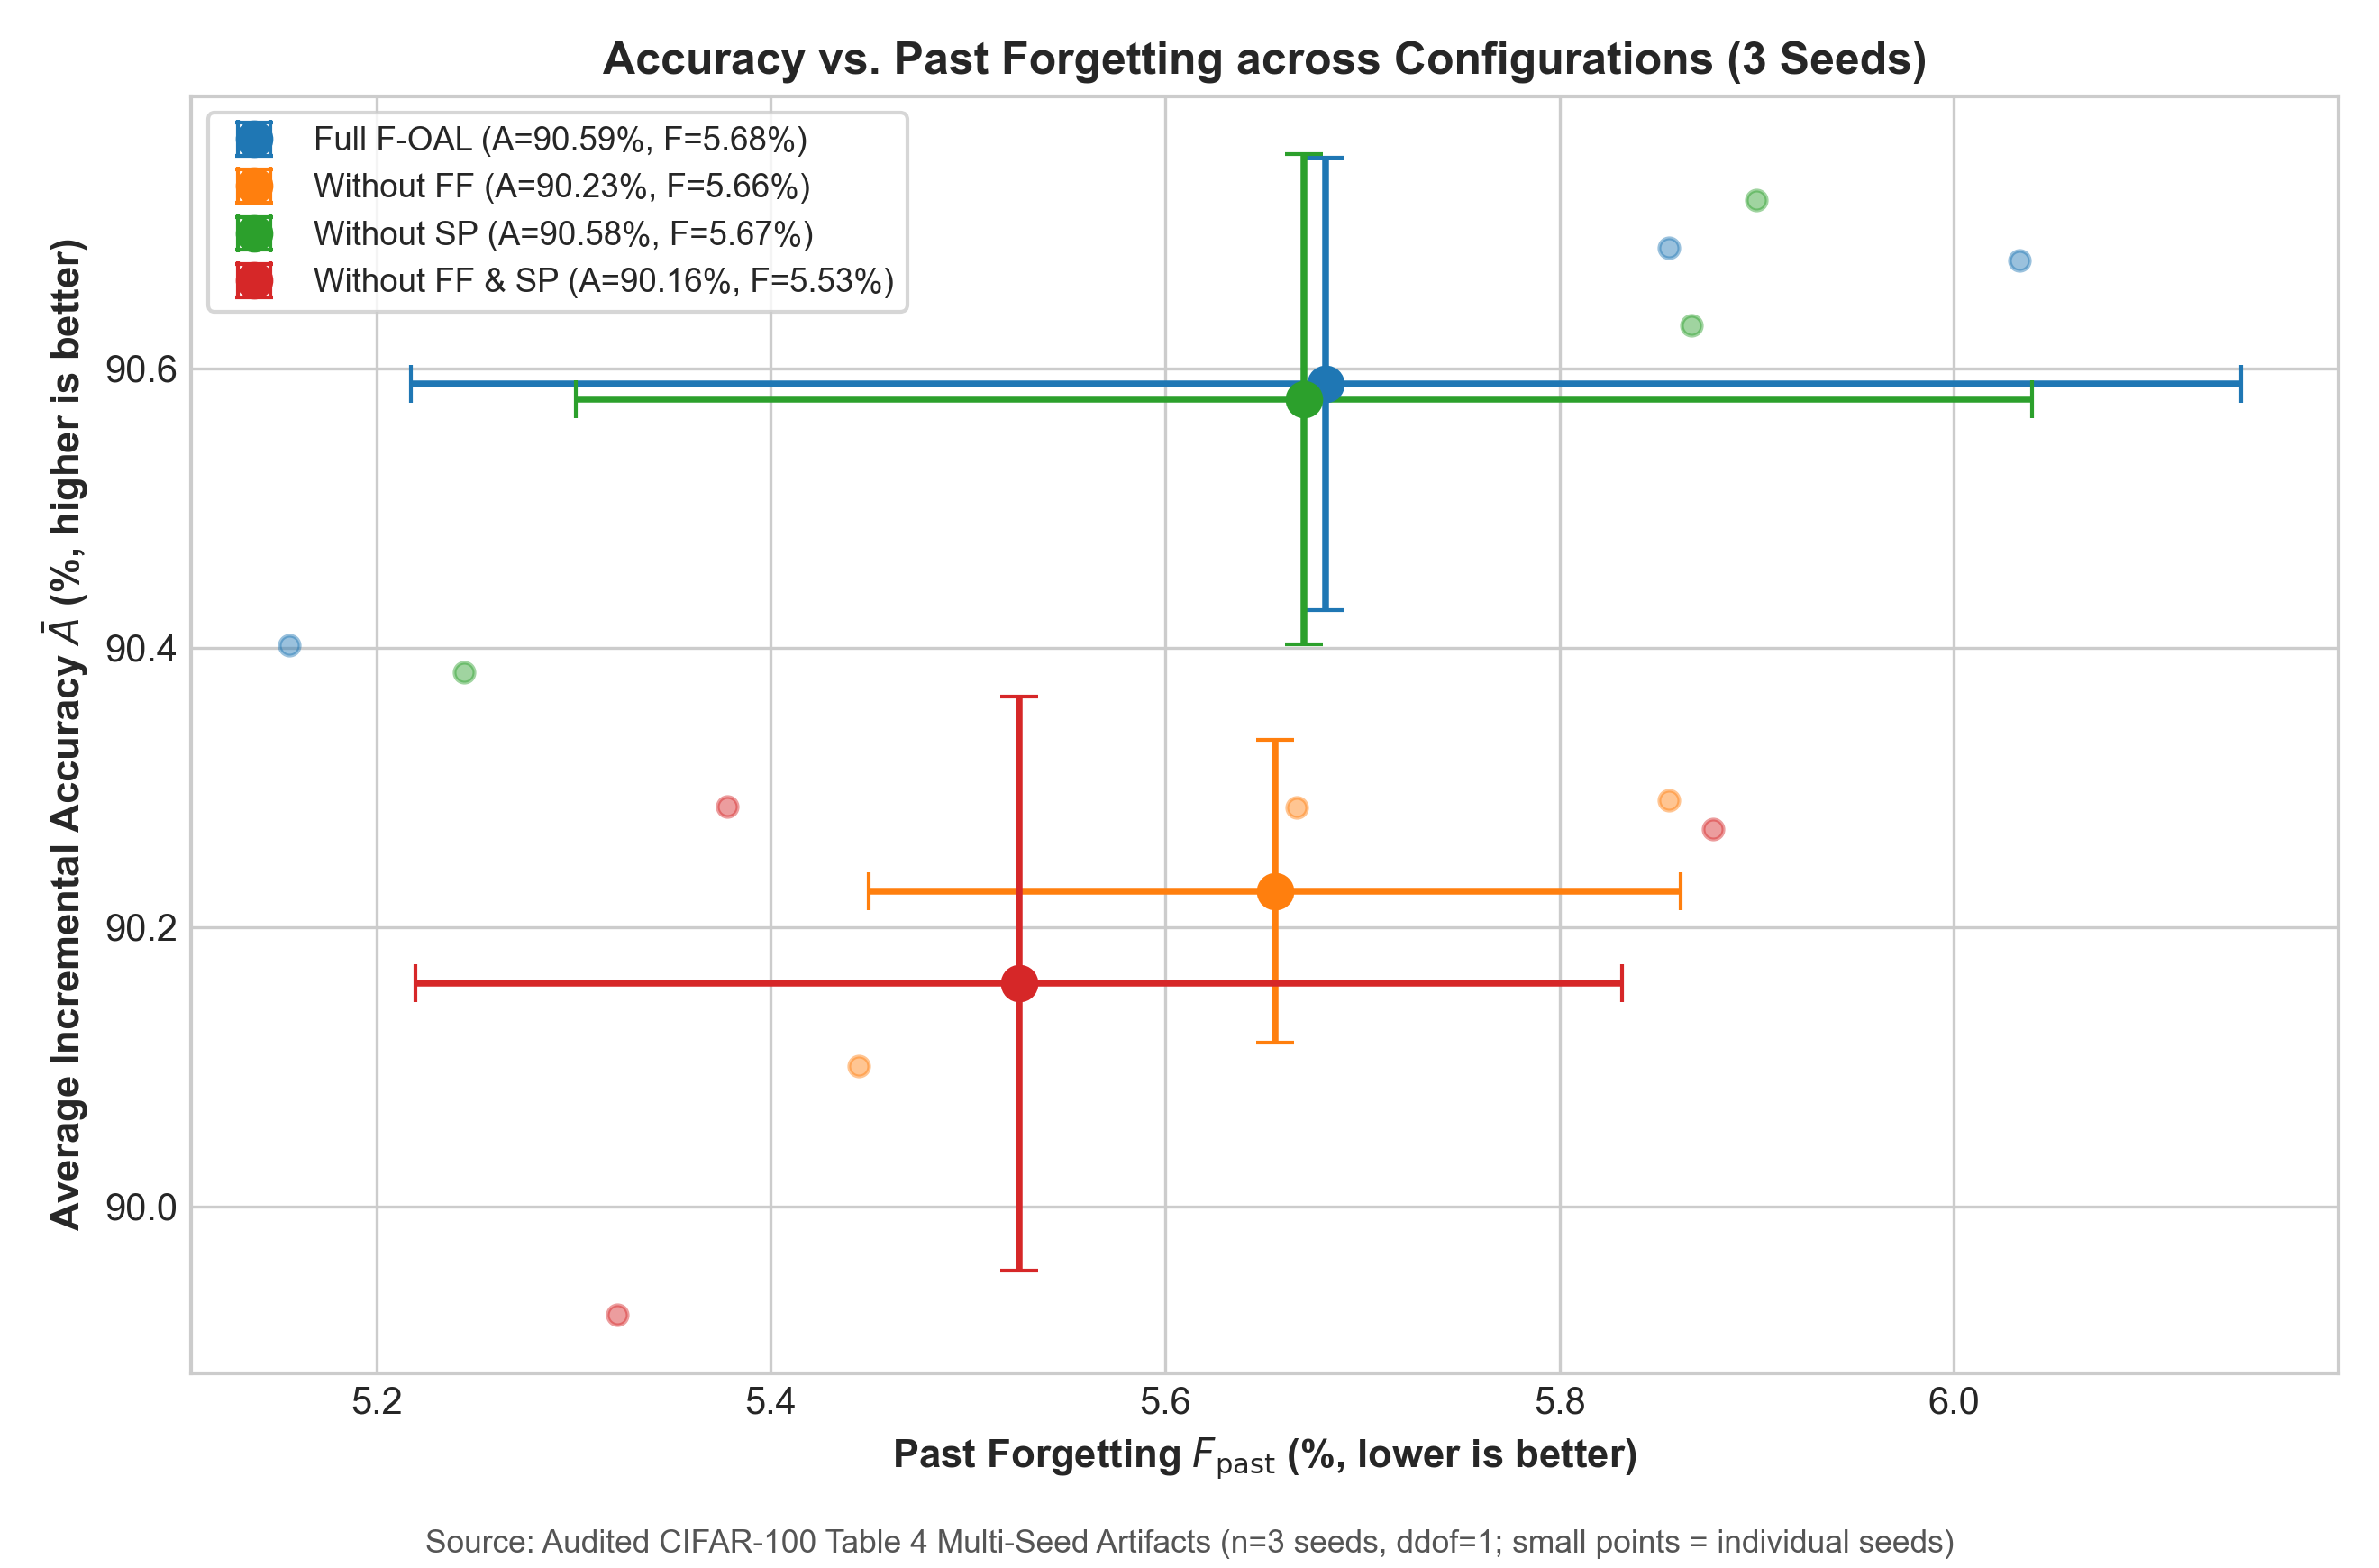 Accuracy vs. Past Forgetting across Configurations (3 Seeds)
Full F-OAL (A=90.59%, F=5.68%)
Without FF (A=90.23%, F=5.66%)
Without SP (A=90.58%, F=5.67%)
Without FF & SP (A=90.16%, F=5.53%)
Average Incremental Accuracy Ā (%, higher is better)
90.6
90.4
90.2
90.0
5.2 5.4 5.6 5.8 6.0
Past Forgetting F_past (%, lower is better)
Source: Audited CIFAR-100 Table 4 Multi-Seed Artifacts (n=3 seeds, ddof=1; small points = individual seeds)